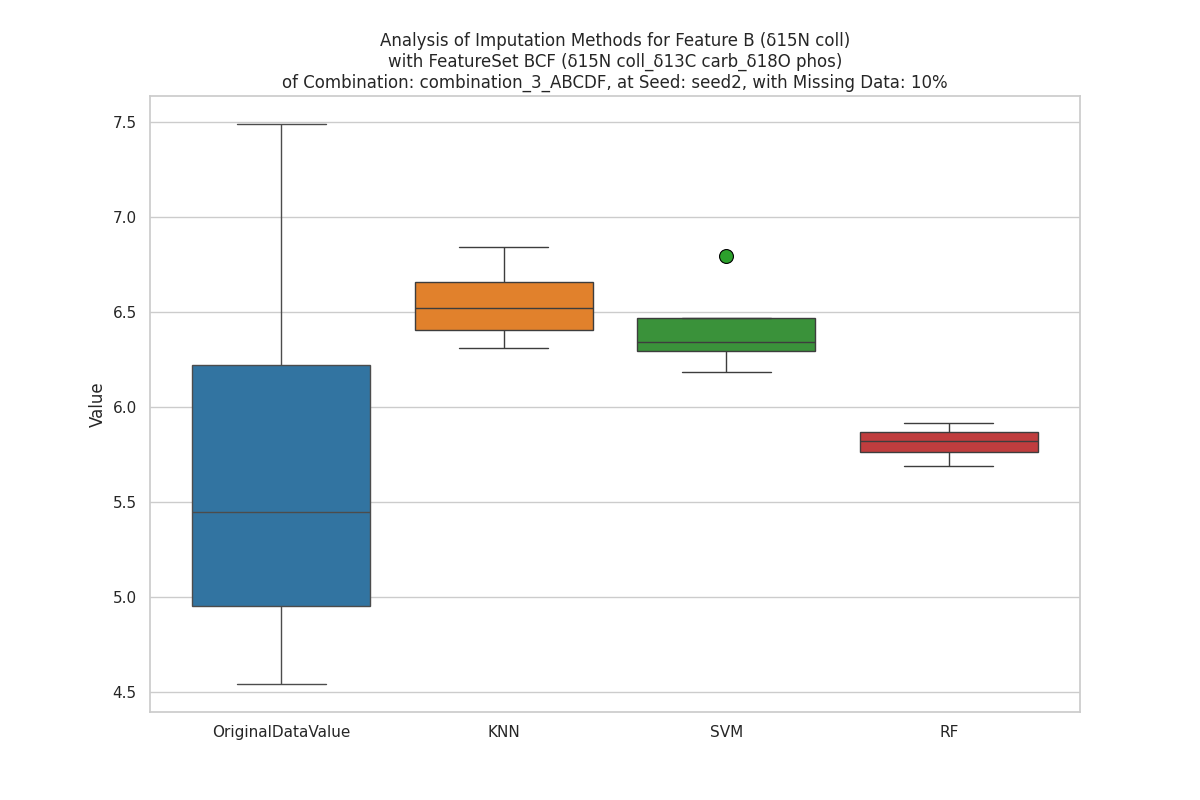 Analysis of Imputation Methods for Feature B (δ15N coll)
with FeatureSet BCF (δ15N coll_δ13C carb_δ18O phos)
of Combination: combination_3_ABCDF, at Seed: seed2, with Missing Data: 10%
7.5
7.0
6.5
6.0
5.5
5.0
4.5
Value
OriginalDataValue
KNN
SVM
RF